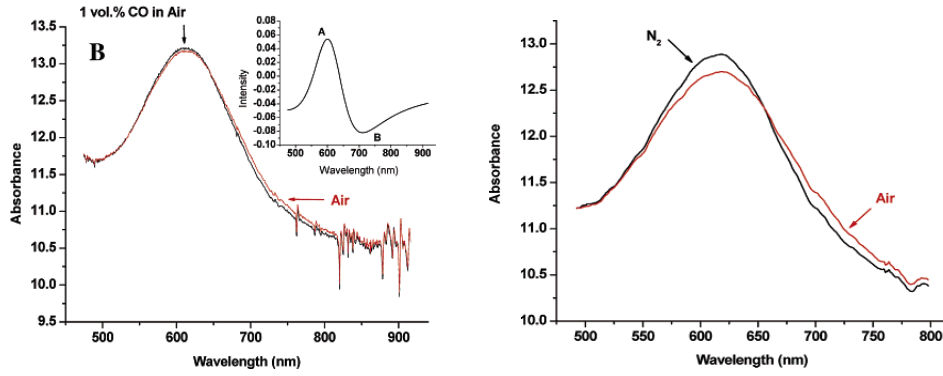 1 vol.% CO in Air
B
13.5
13.0
12.5
12.0
11.5
11.0
10.5
10.0
9.5
Absorbance
500 600 700 800 900
Wavelength (nm)
Air
0.08
0.06
0.04
0.02
0.00
-0.02
-0.04
-0.06
-0.08
-0.10
Intensity
A
B
500 600 700 800 900
Wavelength (nm)
13.0
12.5
12.0
11.5
11.0
10.5
10.0
Absorbance
N2
Air
500 550 600 650 700 750 800
Wavelength (nm)